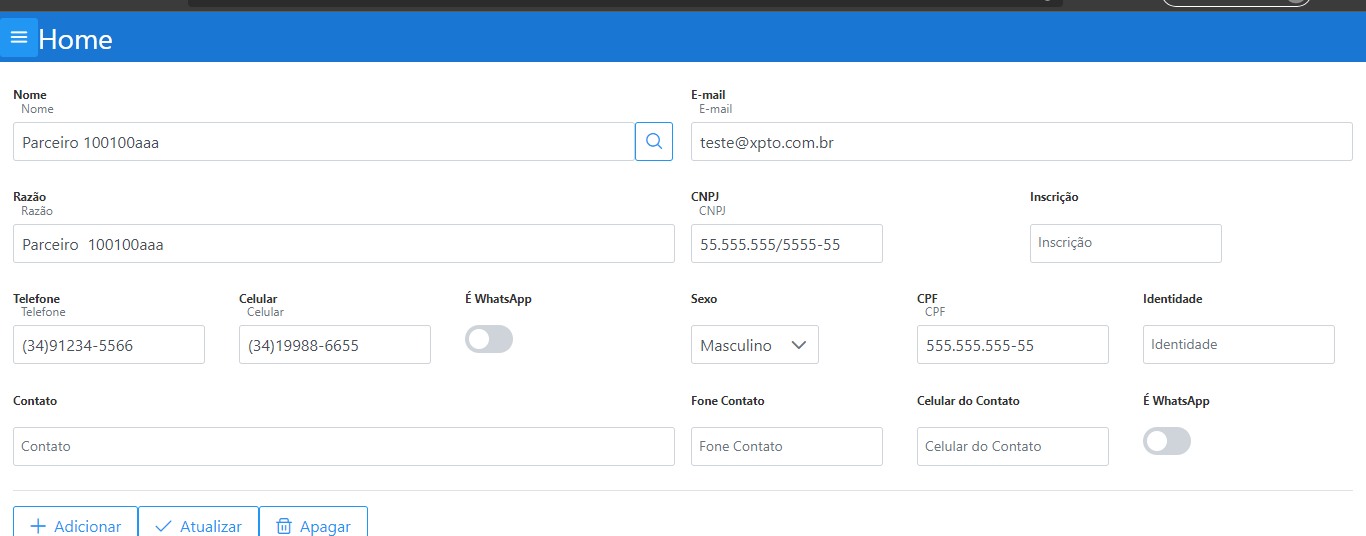 Home
Nome E-mail
Nome E-mail
Parceiro 100100aaa teste@xpto.com.br
Razão CNPJ Inscrição
Razão CNPJ
Parceiro  100100aaa 55.555.555/5555-55 Inscrição
Telefone Celular É WhatsApp Sexo CPF Identidade
Telefone Celular CPF
(34)91234-5566 (34)19988-6655 Masculino 555.555.555-55 Identidade
Contato Fone Contato Celular do Contato É WhatsApp
Contato Fone Contato Celular do Contato
Adicionar Atualizar Apagar